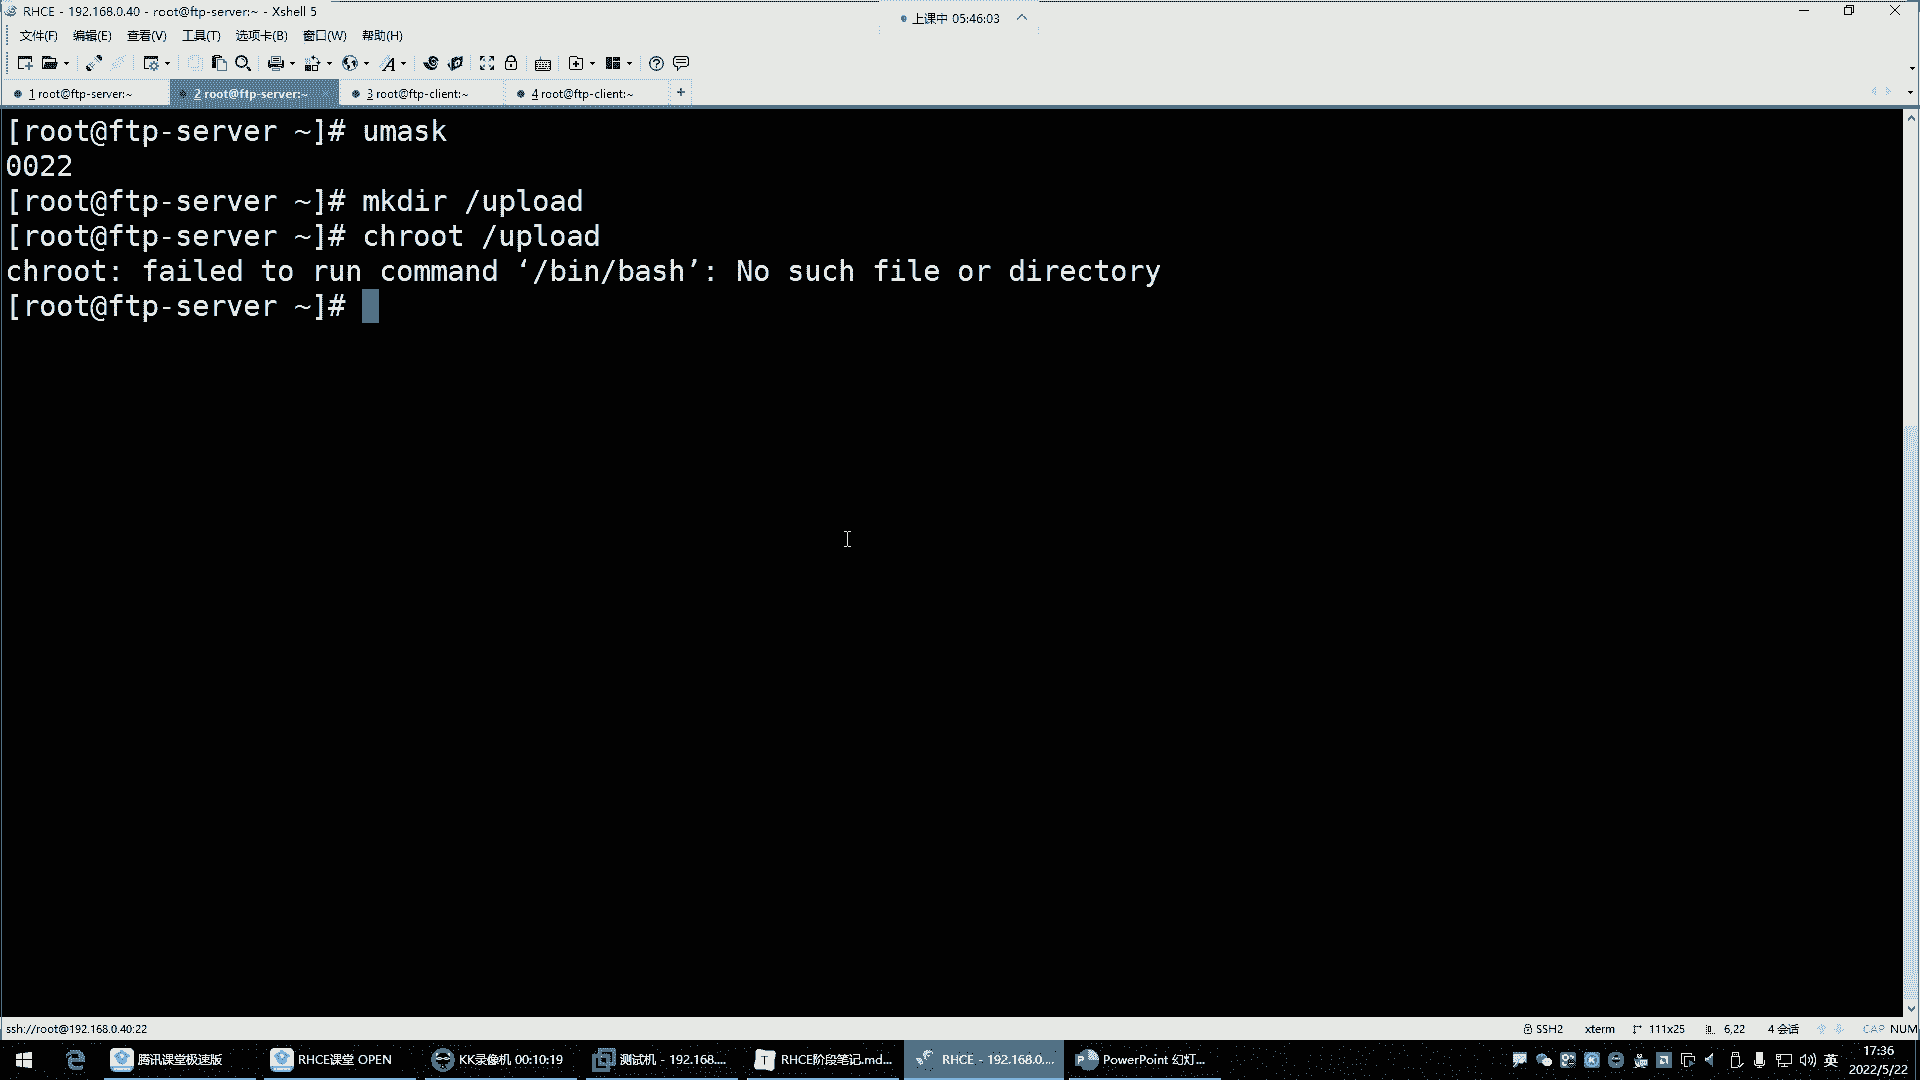 RHCE - 192.168.0.40 - root@ftp-server:~ - Xshell 5
上课中 05:46:03
文件(F) 编辑(E) 查看(V) 工具(T) 选项卡(B) 窗口(W) 帮助(H)
1 root@ftp-server:~ 2 root@ftp-server:~ 3 root@ftp-client:~ 4 root@ftp-client:~
[root@ftp-server ~]# umask
0022
[root@ftp-server ~]# mkdir /upload
[root@ftp-server ~]# chroot /upload
chroot: failed to run command ‘/bin/bash’: No such file or directory
[root@ftp-server ~]#
ssh://root@192.168.0.40:22 SSH2 xterm 111x25 6,22 4 会话 CAP NUM
腾讯课堂极速版 RHCE课堂 OPEN KK录像机 00:10:19 测试机 - 192.168.... RHCE阶段笔记.md... RHCE - 192.168.0.... PowerPoint 幻灯... 英 17:36
2022/5/22